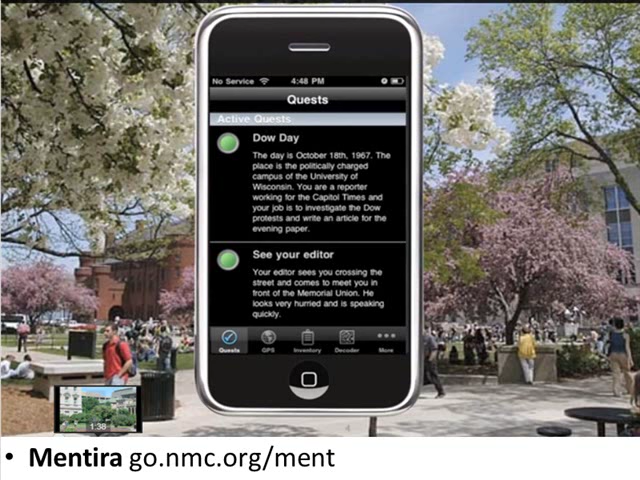 No Service 4:48 PM
Quests
Active Quests
Dow Day
The day is October 18th, 1967. The
place is the politically charged
campus of the University of
Wisconsin. You are a reporter
working for the Capitol Times and
your job is to investigate the Dow
protests and write an article for the
evening paper.
See your editor
Your editor sees you crossing the
street and comes to meet you in
front of the Memorial Union. He
looks very hurried and is speaking
quickly.
Quests GPS Inventory Decoder More
1:38
4
• Mentira go.nmc.org/ment